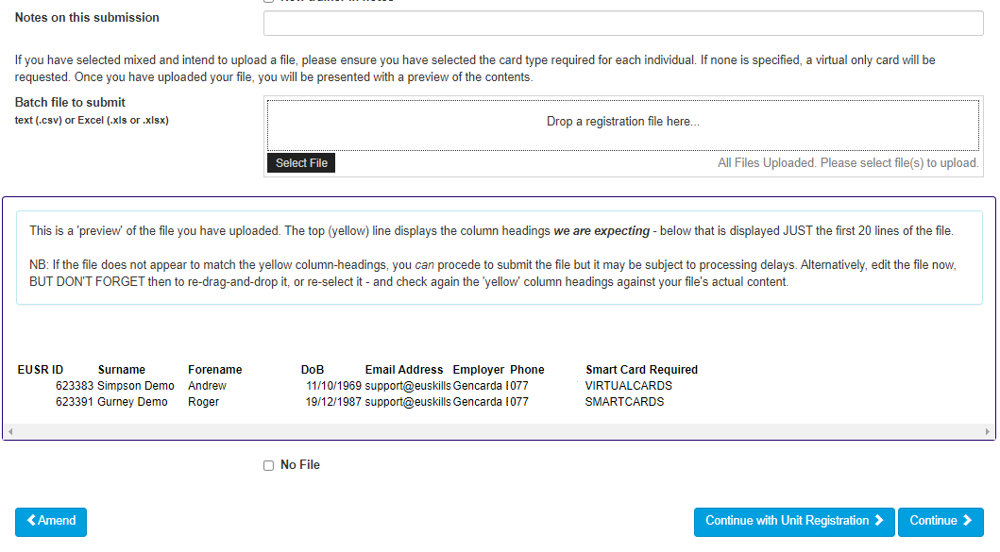 Notes on this submission
If you have selected mixed and intend to upload a file, please ensure you have selected the card type required for each individual. If none is specified, a virtual only card will be
requested. Once you have uploaded your file, you will be presented with a preview of the contents.
Batch file to submit
text (.csv) or Excel (.xls or .xlsx)
Drop a registration file here...
Select File
All Files Uploaded. Please select file(s) to upload.
This is a 'preview' of the file you have uploaded. The top (yellow) line displays the column headings we are expecting - below that is displayed JUST the first 20 lines of the file.
NB: If the file does not appear to match the yellow column-headings, you can procede to submit the file but it may be subject to processing delays. Alternatively, edit the file now,
BUT DON'T FORGET then to re-drag-and-drop it, or re-select it - and check again the 'yellow' column headings against your file's actual content.
EUSR ID Surname Forename DoB Email Address Employer Phone Smart Card Required
623383 Simpson Demo Andrew 11/10/1969 support@euskills Gencarda 077 VIRTUALCARDS
623391 Gurney Demo Roger 19/12/1987 support@euskills Gencarda 077 SMARTCARDS
No File
Amend
Continue with Unit Registration
Continue